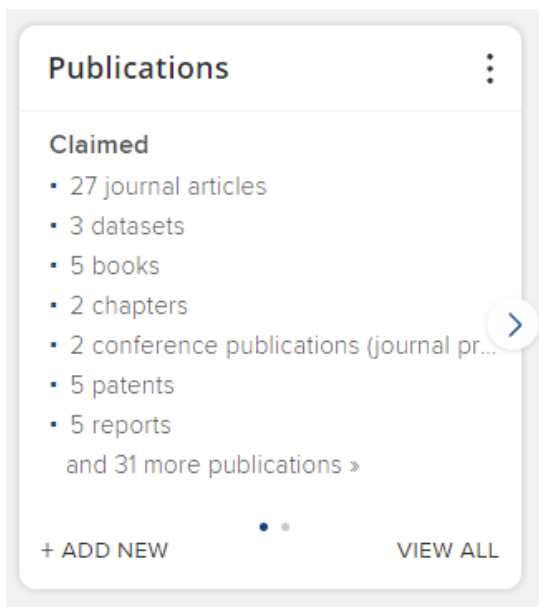 Publications
Claimed
▪ 27 journal articles
▪ 3 datasets
▪ 5 books
▪ 2 chapters
▪ 2 conference publications (journal pr...
▪ 5 patents
▪ 5 reports
and 31 more publications »
+ ADD NEW VIEW ALL